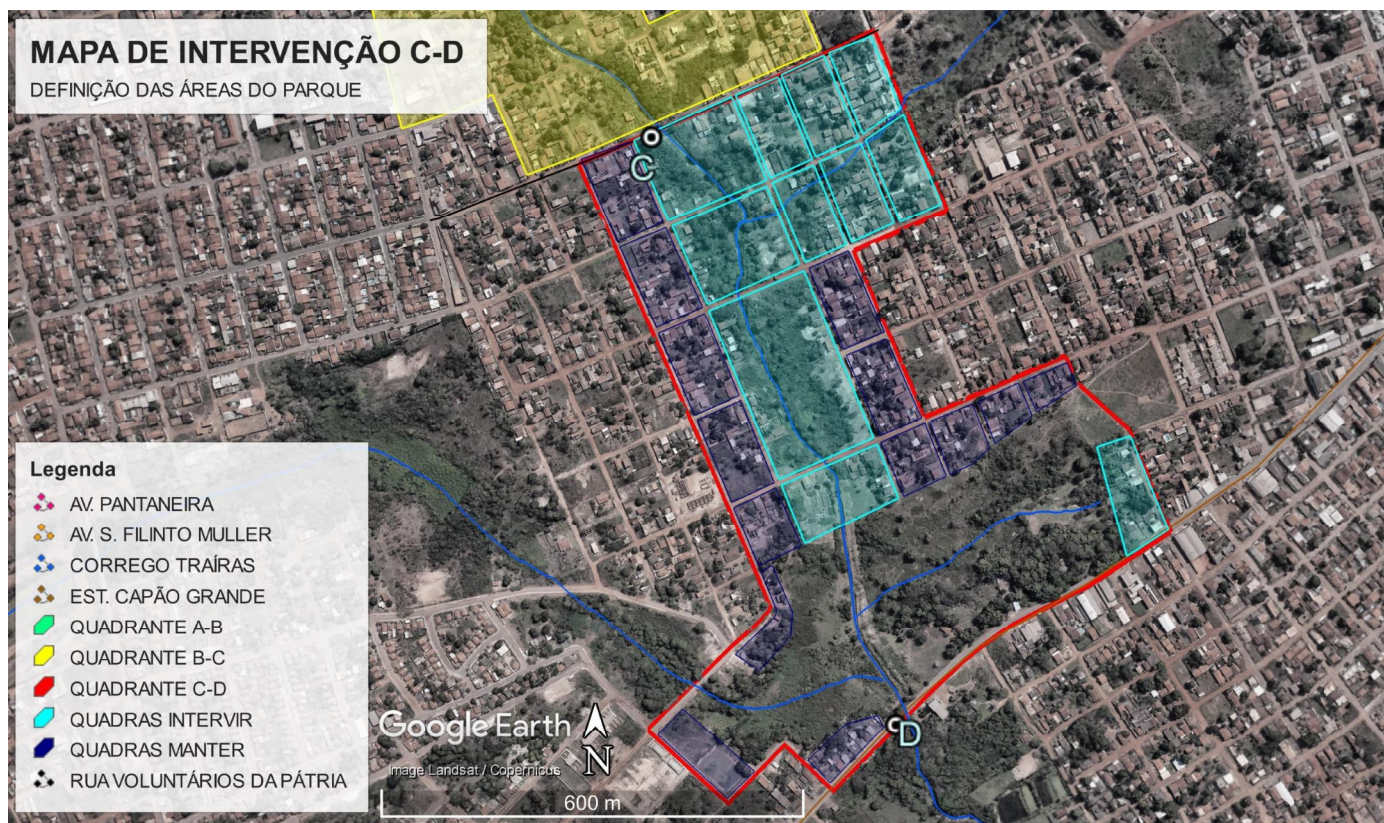 MAPA DE INTERVENÇÃO C-D
DEFINIÇÃO DAS ÁREAS DO PARQUE
C
Legenda
AV. PANTANEIRA
AV. S. FILINTO MULLER
CORREGO TRAÍRAS
EST. CAPÃO GRANDE
QUADRANTE A-B
QUADRANTE B-C
QUADRANTE C-D
QUADRAS INTERVIR
QUADRAS MANTER
RUA VOLUNTÁRIOS DA PÁTRIA
Google Earth
N
Image Landsat / Copernicus
600 m
D